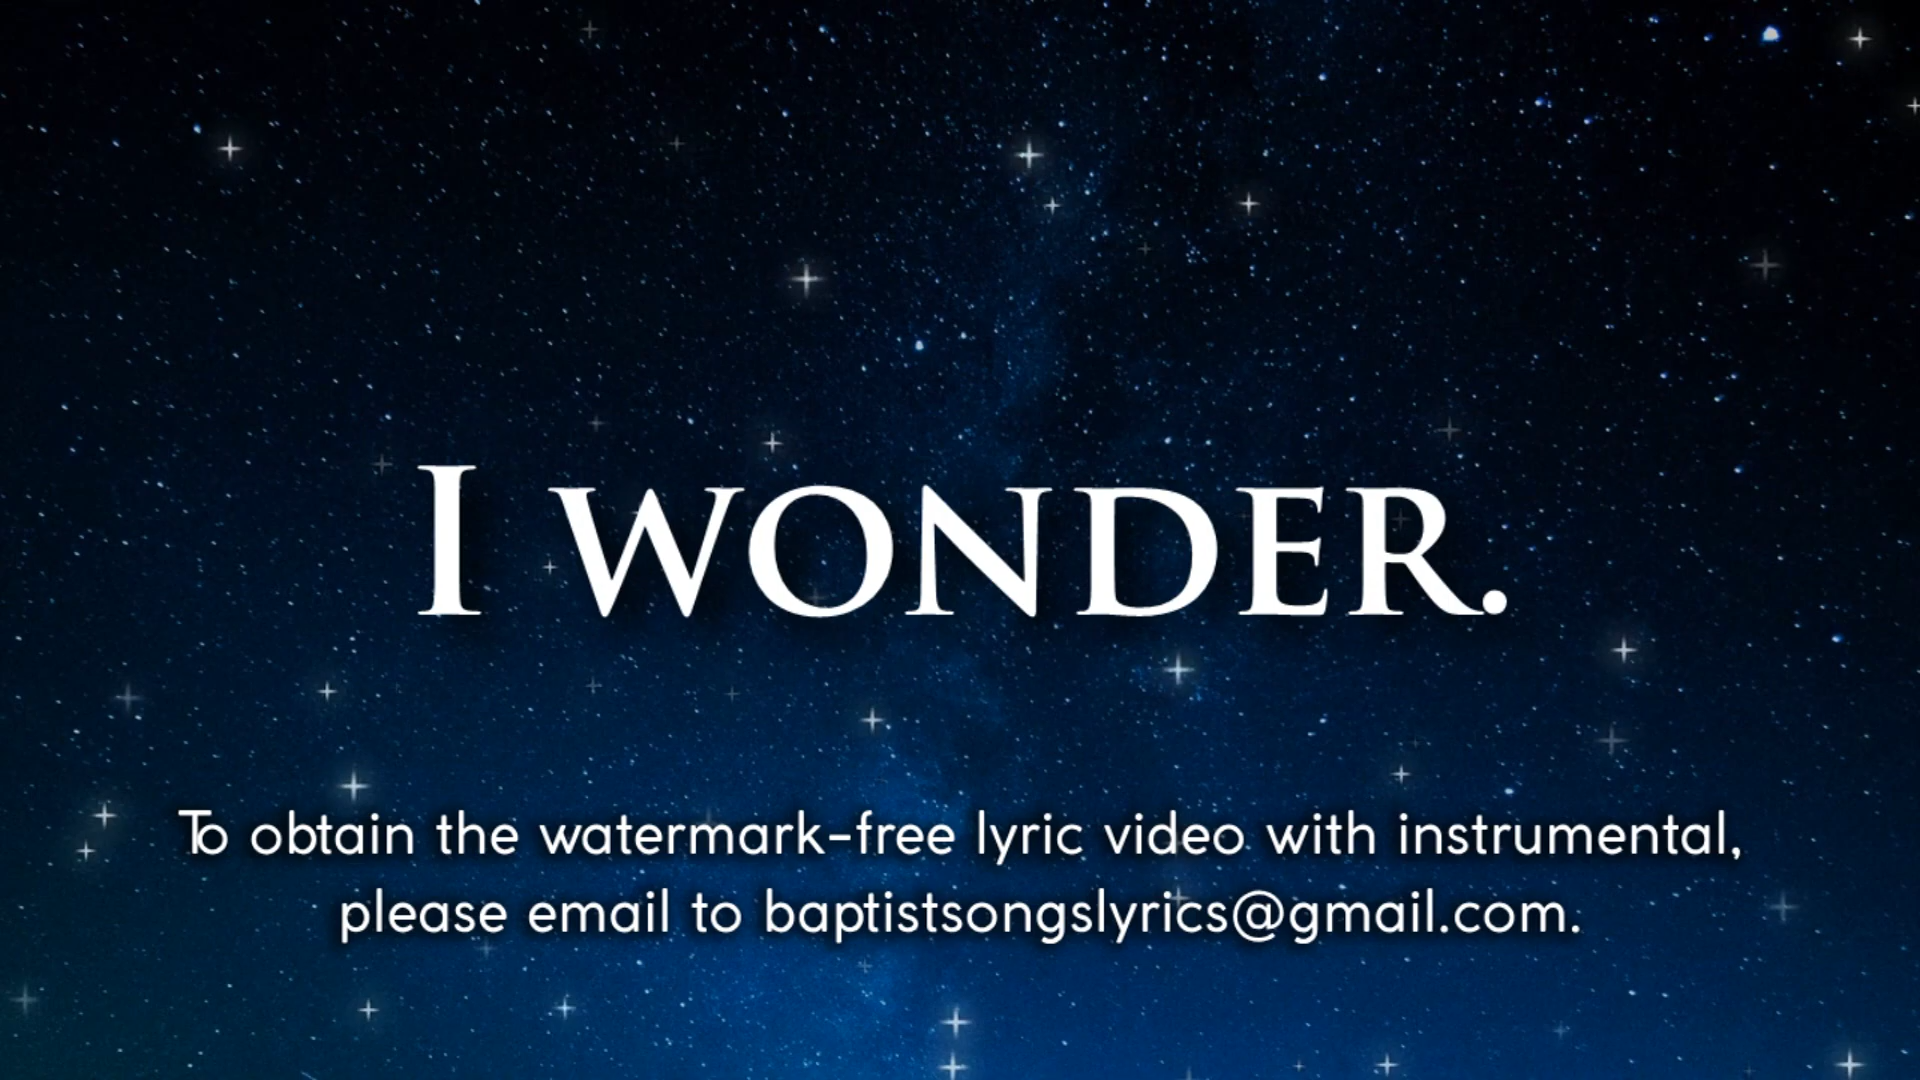 I WONDER.
To obtain the watermark-free lyric video with instrumental,
please email to baptistsongslyrics@gmail.com.